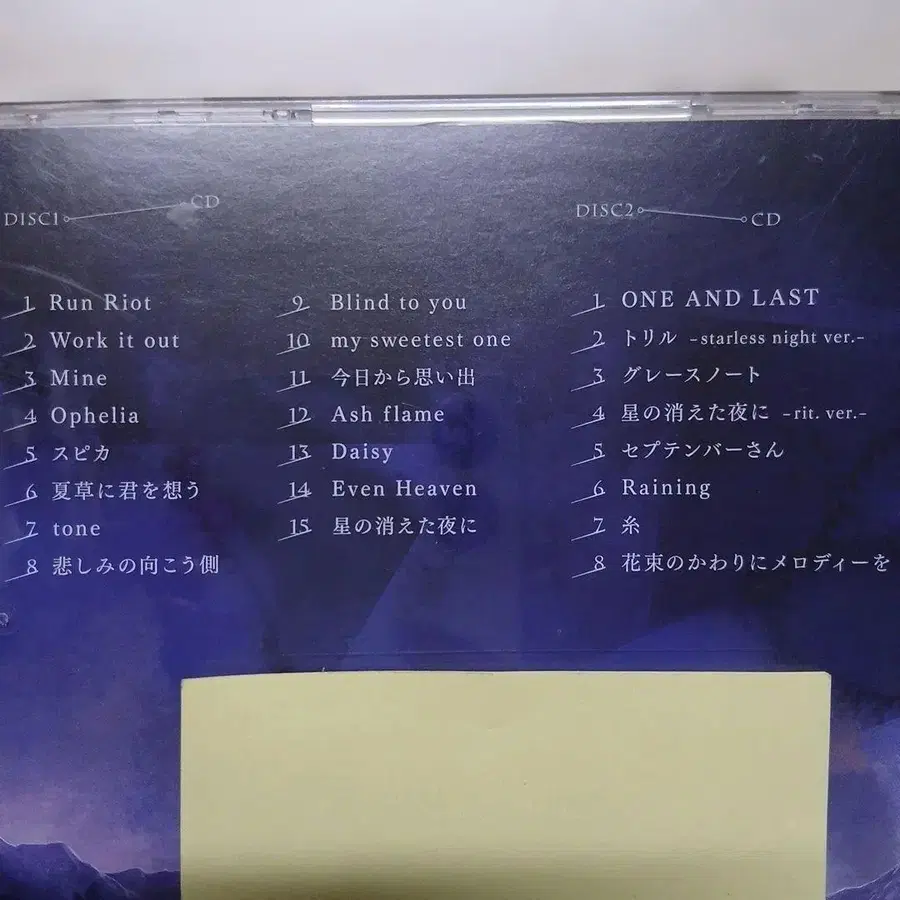 DISC1 CD
1 Run Riot
2 Work it out
3 Mine
4 Ophelia
5 スピカ
6 夏草に君を想う
7 tone
8 悲しみの向こう側
9 Blind to you
10 my sweetest one
11 今日から思い出
12 Ash flame
13 Daisy
14 Even Heaven
15 星の消えた夜に
DISC2 CD
1 ONE AND LAST
2 トリル -starless night ver.-
3 グレースノート
4 星の消えた夜に -rit. ver.-
5 セプテンバーさん
6 Raining
7 糸
8 花束のかわりにメロディーを